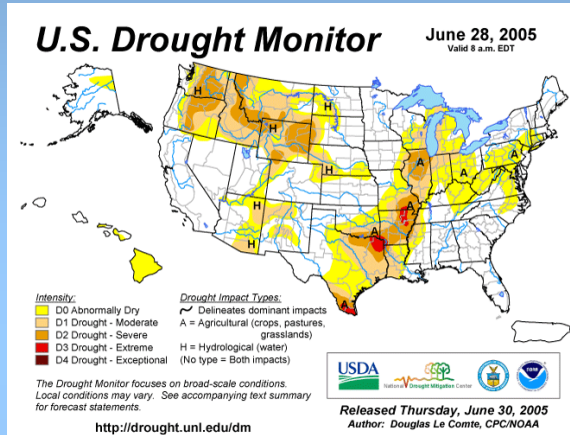 U.S. Drought Monitor
June 28, 2005
Valid 8 a.m. EDT
H
H
H
H
H
H
A
A
A
A
A
A
A
Intensity:
D0 Abnormally Dry
D1 Drought - Moderate
D2 Drought - Severe
D3 Drought - Extreme
D4 Drought - Exceptional
Drought Impact Types:
Delineates dominant impacts
A = Agricultural (crops, pastures,
grasslands)
H = Hydrological (water)
(No type = Both impacts)
The Drought Monitor focuses on broad-scale conditions.
Local conditions may vary. See accompanying text summary
for forecast statements.
http://drought.unl.edu/dm
USDA
National Drought Mitigation Center
Released Thursday, June 30, 2005
Author: Douglas Le Comte, CPC/NOAA